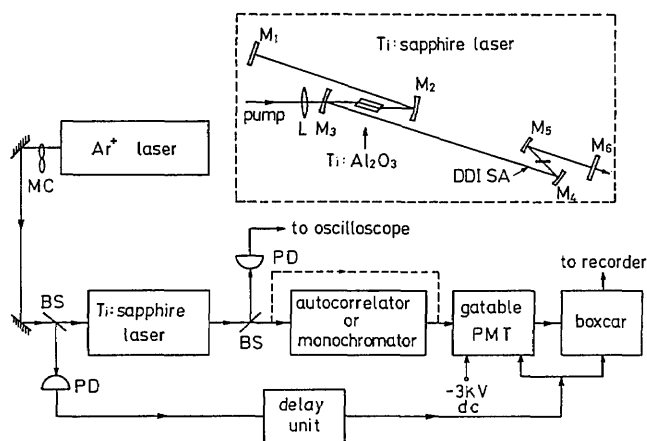 M1
Ti:sapphire laser
M2
pump
L
M3
Ti:Al2O3
M5
M6
DDI SA
M4
Ar+ laser
MC
to oscilloscope
PD
to recorder
BS
Ti:sapphire
laser
BS
autocorrelator
or
monochromator
gatable
PMT
boxcar
PD
-3kV
dc
delay
unit